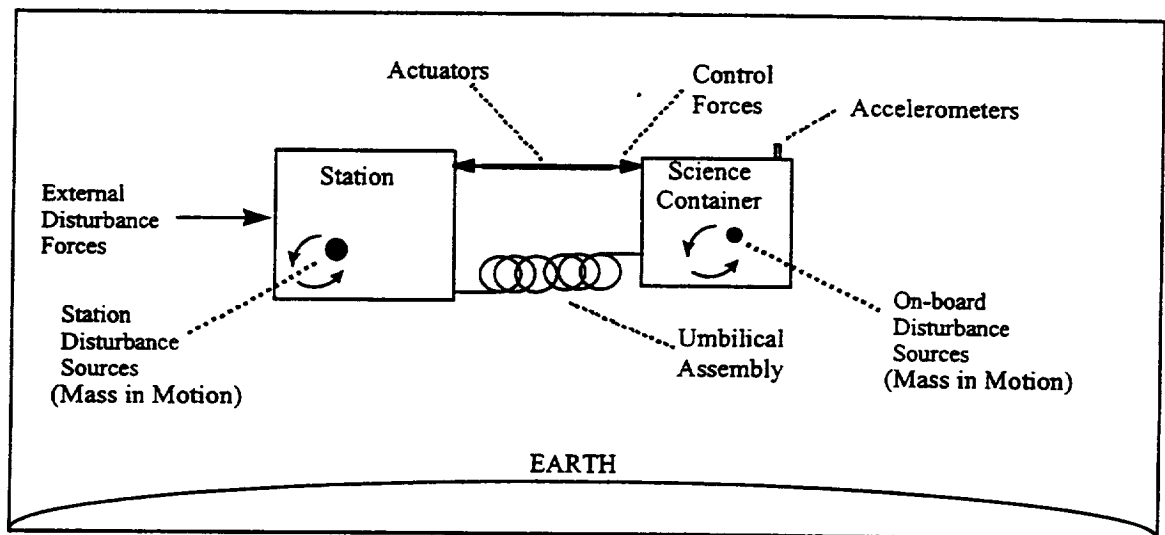 Actuators
Control
Forces
Accelerometers
Station
Science
Container
External
Disturbance
Forces
Station
Disturbance
Sources
(Mass in Motion)
Umbilical
Assembly
On-board
Disturbance
Sources
(Mass in Motion)
EARTH